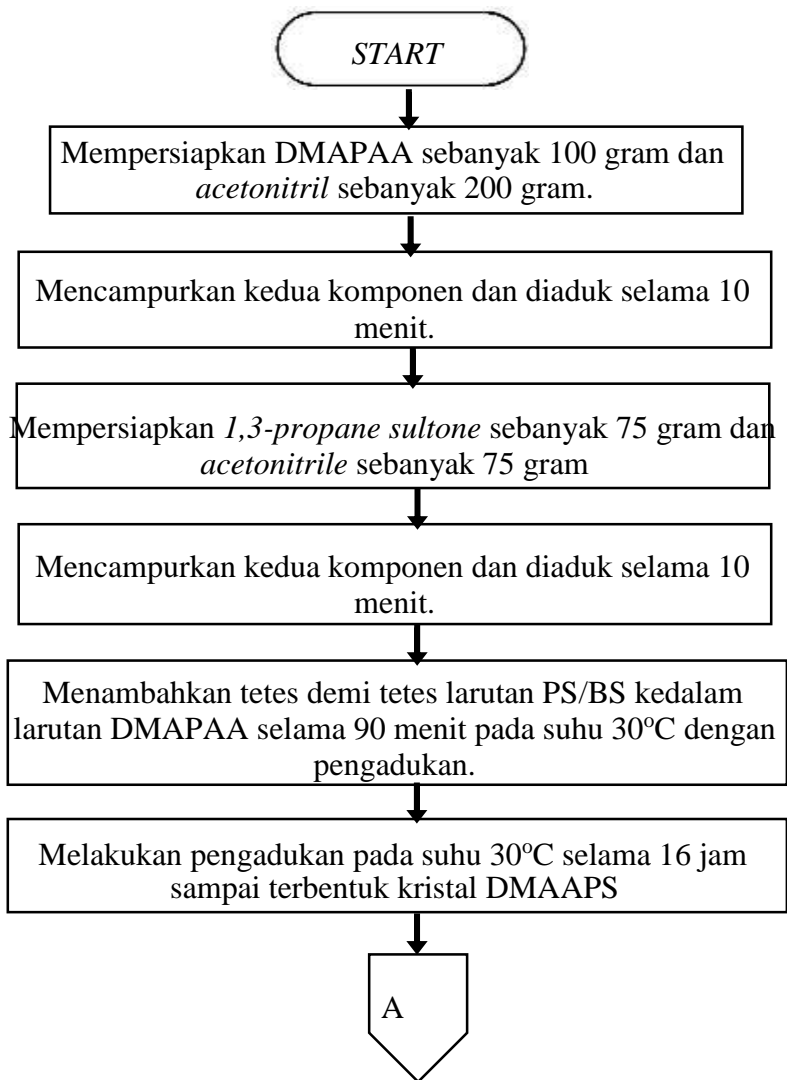 START
Mempersiapkan DMAPAA sebanyak 100 gram dan
acetonitril sebanyak 200 gram.
Mencampurkan kedua komponen dan diaduk selama 10
menit.
Mempersiapkan 1,3-propane sultone sebanyak 75 gram dan
acetonitrile sebanyak 75 gram
Mencampurkan kedua komponen dan diaduk selama 10
menit.
Menambahkan tetes demi tetes larutan PS/BS kedalam
larutan DMAPAA selama 90 menit pada suhu 30°C dengan
pengadukan.
Melakukan pengadukan pada suhu 30°C selama 16 jam
sampai terbentuk kristal DMAAPS
A